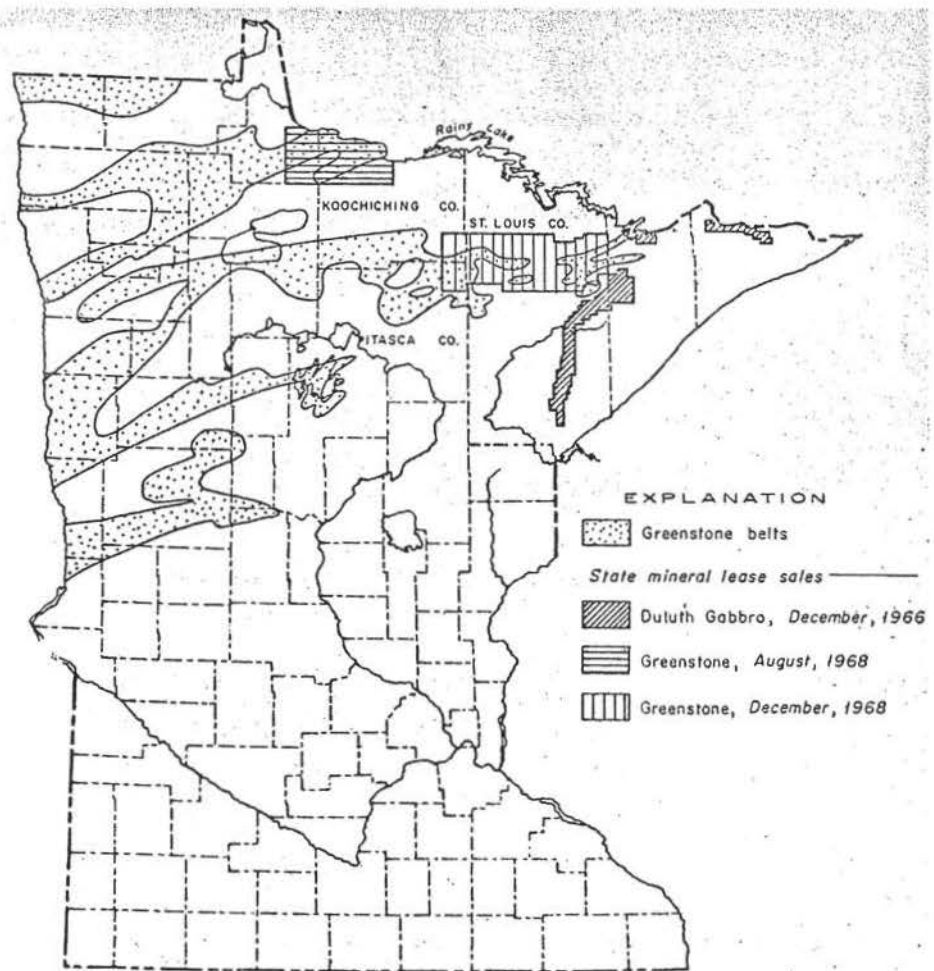 Rainy Lake
KOOCHICHING CO.
ST. LOUIS CO.
ITASCA CO.
EXPLANATION
Greenstone belts
State mineral lease sales
Duluth Gabbro, December, 1966
Greenstone, August, 1968
Greenstone, December, 1968